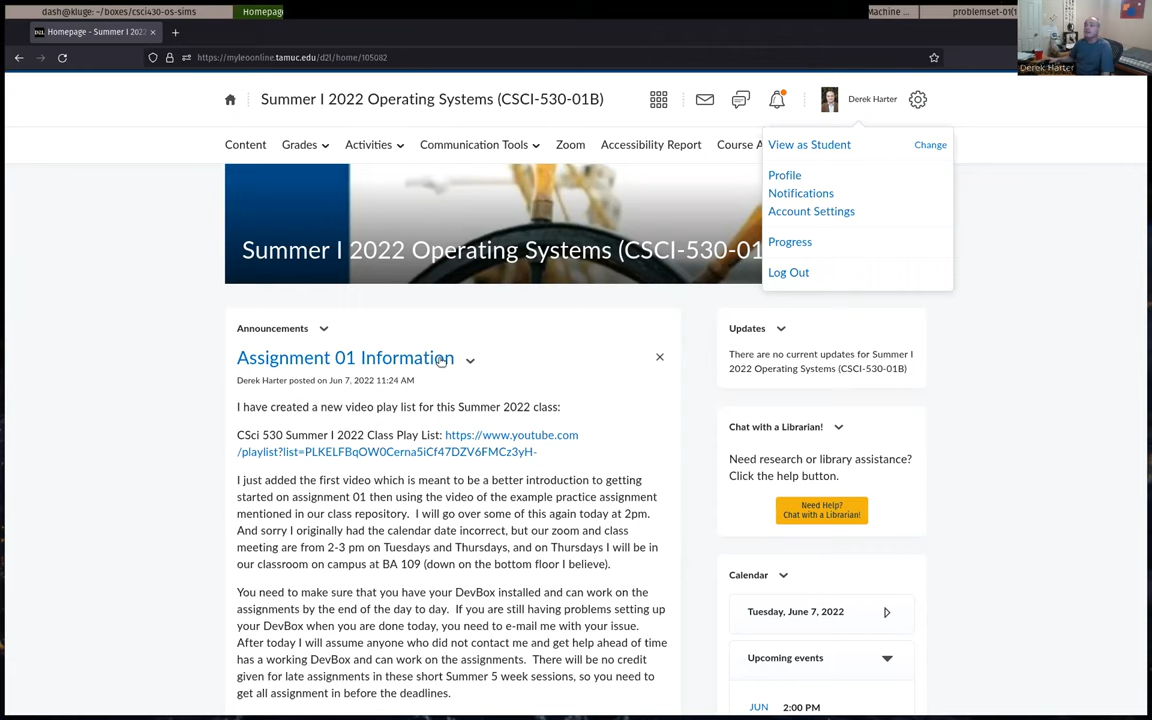 dash@kluge: ~/boxes/csci430-os-sims
Homepag
Machine ...
problemset-01(1
Homepage - Summer I 202
https://myleoonline.tamuc.edu/d2l/home/105082
Derek Harter
Summer I 2022 Operating Systems (CSCI-530-01B)
Derek Harter
Content
Grades
Activities
Communication Tools
Zoom
Accessibility Report
Course A
View as Student
Change
Profile
Notifications
Account Settings
Progress
Log Out
Summer I 2022 Operating Systems (CSCI-530-01
Announcements
Assignment 01 Information
Derek Harter posted on Jun 7, 2022 11:24 AM
I have created a new video play list for this Summer 2022 class:
CSci 530 Summer I 2022 Class Play List: https://www.youtube.com
/playlist?list=PLKELFBqOW0Cerna5iCf47DZV6FMCz3yH-
I just added the first video which is meant to be a better introduction to getting
started on assignment 01 then using the video of the example practice assignment
mentioned in our class repository.  I will go over some of this again today at 2pm.
And sorry I originally had the calendar date incorrect, but our zoom and class
meeting are from 2-3 pm on Tuesdays and Thursdays, and on Thursdays I will be in
our classroom on campus at BA 109 (down on the bottom floor I believe).
You need to make sure that you have your DevBox installed and can work on the
assignments by the end of the day to day.  If you are still having problems setting up
your DevBox when you are done today, you need to e-mail me with your issue.
After today I will assume anyone who did not contact me and get help ahead of time
has a working DevBox and can work on the assignments.  There will be no credit
given for late assignments in these short Summer 5 week sessions, so you need to
get all assignment in before the deadlines.
Updates
There are no current updates for Summer I
2022 Operating Systems (CSCI-530-01B)
Chat with a Librarian!
Need research or library assistance?
Click the help button.
Need Help?
Chat with a Librarian!
Calendar
Tuesday, June 7, 2022
Upcoming events
JUN
2:00 PM